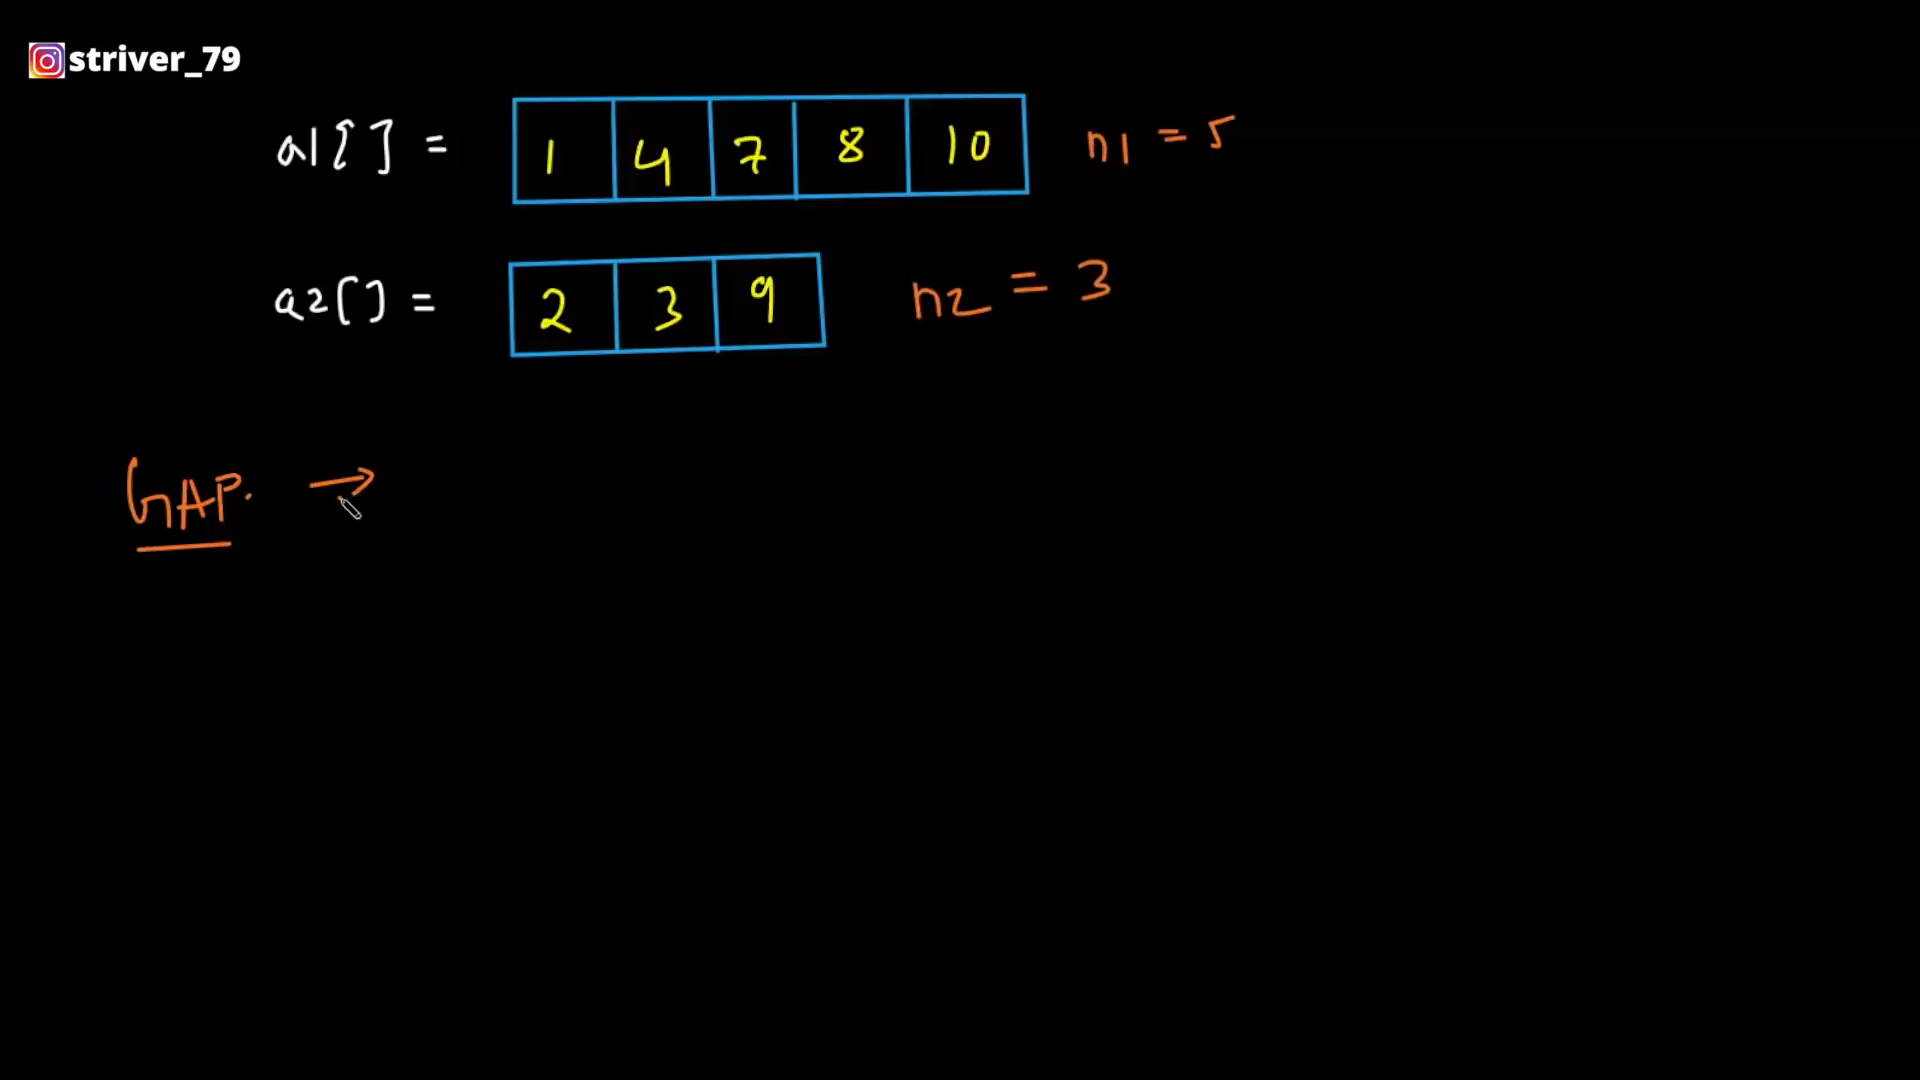 striver_79
a1[] = 1 4 7 8 10 n1 = 5
a2[] = 2 3 9 n2 = 3
GAP. →